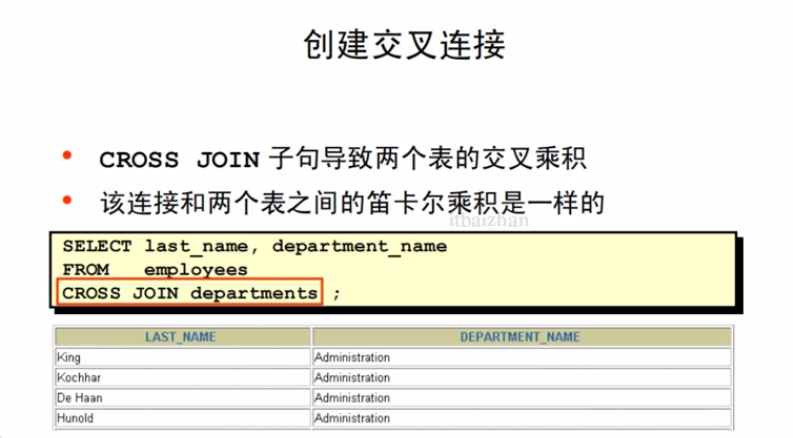 创建交叉连接
CROSS JOIN 子句导致两个表的交叉乘积
该连接和两个表之间的笛卡尔乘积是一样的
itbaizhan
SELECT last_name, department_name
FROM employees
CROSS JOIN departments ;
LAST_NAME DEPARTMENT_NAME
King Administration
Kochhar Administration
De Haan Administration
Hunold Administration